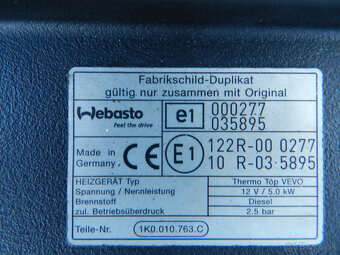 Fabrikschild-Duplikat
gültig nur zusammen mit Original
Webasto
Feel the drive
e1
000277
035895
Made in
Germany
CE
E1
122R-00 0277
10 R-03 5895
HEIZGERÄT Typ
Thermo Top VEVO
Spannung / Nennleistung
12 V / 5.0 kW
Brennstoff
Diesel
zul. Betriebsüberdruck
2.5 bar
Teile-Nr.
1K0.010.763.C